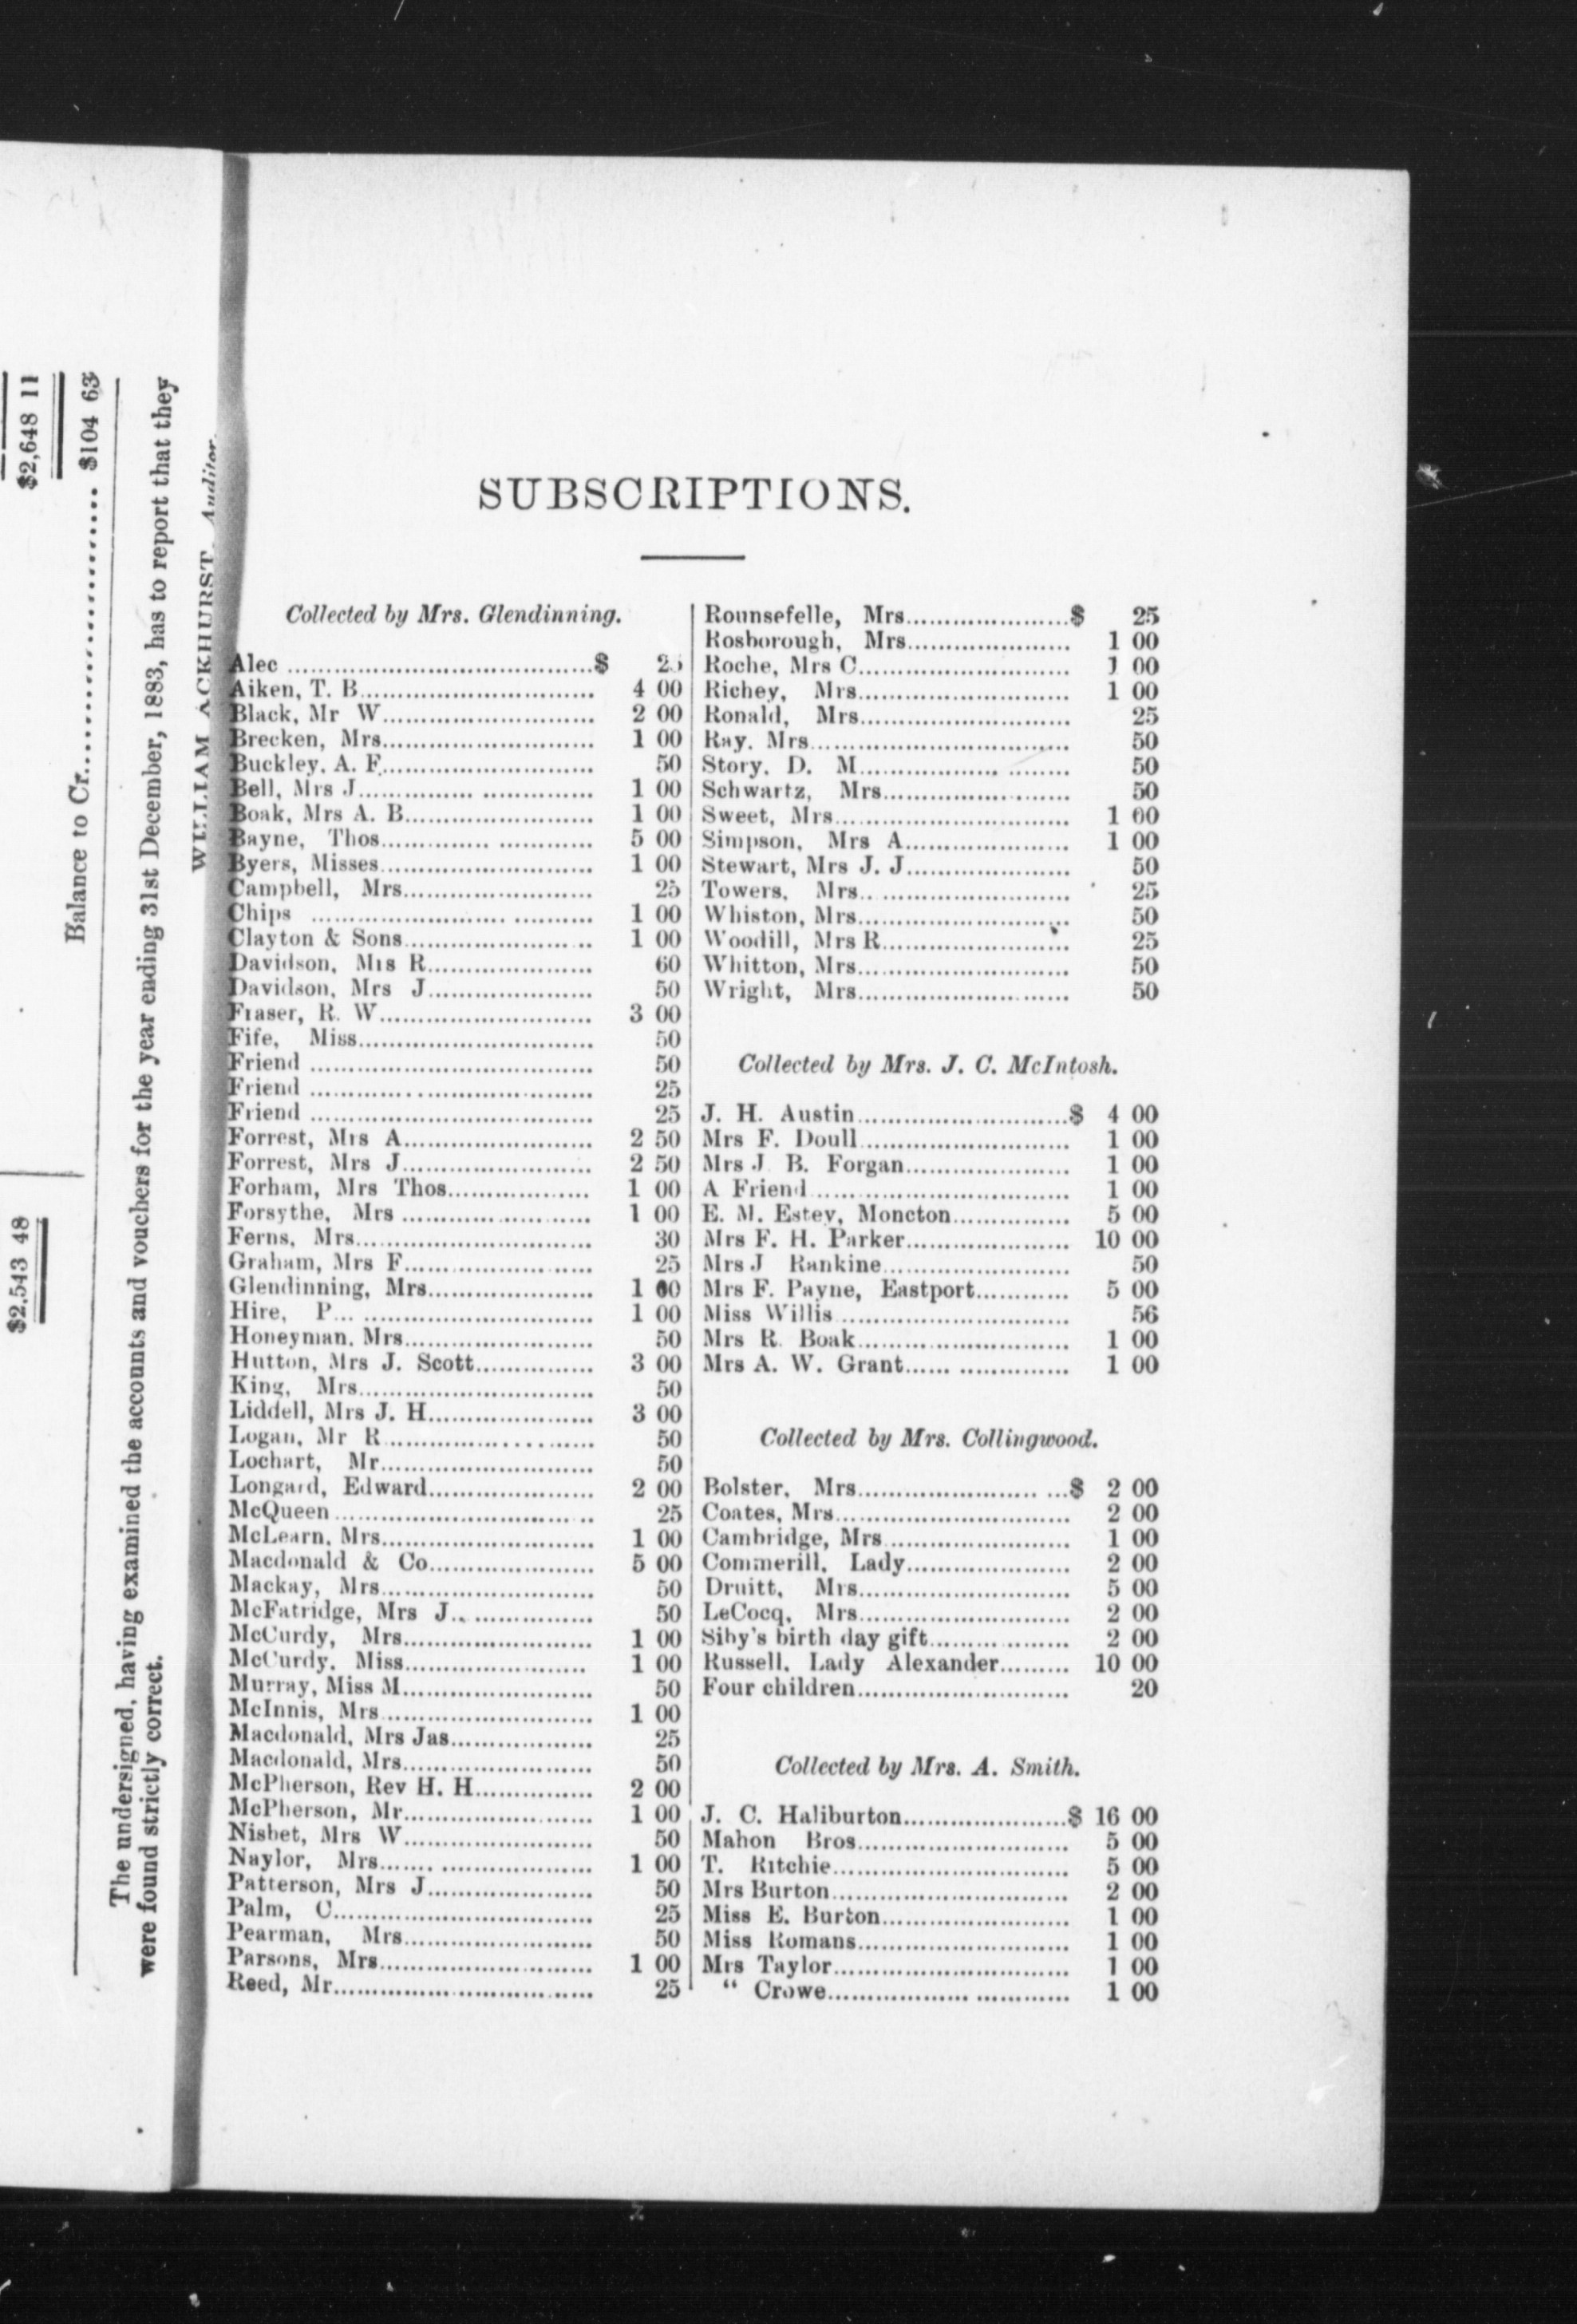 $2,648 11
Balance to Cr. .......... $104 63
$2,543 48
The undersigned, having examined the accounts and vouchers for the year ending 31st December, 1883, has to report that they
were found strictly correct.
WILLIAM ACKHURST, Auditor.
SUBSCRIPTIONS.
Collected by Mrs. Glendinning.
Alec ..........$ 25
Aiken, T. B.......... 4 00
Black, Mr W.......... 2 00
Brecken, Mrs.......... 1 00
Buckley, A. F.......... 50
Bell, Mrs J.......... 1 00
Boak, Mrs A. B.......... 1 00
Bayne, Thos.......... 5 00
Byers, Misses.......... 1 00
Campbell, Mrs.......... 25
Chips .......... 1 00
Clayton & Sons.......... 1 00
Davidson, Mrs R.......... 60
Davidson, Mrs J.......... 50
Fraser, R. W.......... 3 00
Fife, Miss.......... 50
Friend .......... 50
Friend .......... 25
Friend .......... 25
Forrest, Mrs A.......... 2 50
Forrest, Mrs J.......... 2 50
Forham, Mrs Thos.......... 1 00
Forsythe, Mrs .......... 1 00
Ferns, Mrs.......... 30
Graham, Mrs F.......... 25
Glendinning, Mrs.......... 1 00
Hire, P.......... 1 00
Honeyman, Mrs.......... 50
Hutton, Mrs J. Scott.......... 3 00
King, Mrs.......... 50
Liddell, Mrs J. H.......... 3 00
Logan, Mr R.......... 50
Lochart, Mr.......... 50
Longard, Edward.......... 2 00
McQueen .......... 25
McLearn, Mrs.......... 1 00
Macdonald & Co.......... 5 00
Mackay, Mrs.......... 50
McFatridge, Mrs J.......... 50
McCurdy, Mrs.......... 1 00
McCurdy, Miss.......... 1 00
Murray, Miss M.......... 50
McInnis, Mrs.......... 1 00
Macdonald, Mrs Jas.......... 25
Macdonald, Mrs.......... 50
McPherson, Rev H. H.......... 2 00
McPherson, Mr.......... 1 00
Nisbet, Mrs W.......... 50
Naylor, Mrs.......... 1 00
Patterson, Mrs J.......... 50
Palm, C.......... 25
Pearman, Mrs.......... 50
Parsons, Mrs.......... 1 00
Reed, Mr.......... 25
Rounsefelle, Mrs..........$ 25
Rosborough, Mrs.......... 1 00
Roche, Mrs C.......... 1 00
Richey, Mrs.......... 1 00
Ronald, Mrs.......... 25
Ray, Mrs.......... 50
Story, D. M.......... 50
Schwartz, Mrs.......... 50
Sweet, Mrs.......... 1 00
Simpson, Mrs A.......... 1 00
Stewart, Mrs J. J.......... 50
Towers, Mrs.......... 25
Whiston, Mrs.......... 50
Woodill, Mrs R.......... 25
Whitton, Mrs.......... 50
Wright, Mrs.......... 50
Collected by Mrs. J. C. McIntosh.
J. H. Austin..........$ 4 00
Mrs F. Doull.......... 1 00
Mrs J B. Forgan.......... 1 00
A Friend.......... 1 00
E. M. Estey, Moncton.......... 5 00
Mrs F. H. Parker.......... 10 00
Mrs J Rankine.......... 50
Mrs F. Payne, Eastport.......... 5 00
Miss Willis.......... 56
Mrs R. Boak.......... 1 00
Mrs A. W. Grant.......... 1 00
Collected by Mrs. Collingwood.
Bolster, Mrs..........$ 2 00
Coates, Mrs.......... 2 00
Cambridge, Mrs.......... 1 00
Commerill, Lady.......... 2 00
Druitt, Mrs.......... 5 00
LeCocq, Mrs.......... 2 00
Siby's birth day gift.......... 2 00
Russell, Lady Alexander.......... 10 00
Four children.......... 20
Collected by Mrs. A. Smith.
J. C. Haliburton..........$ 16 00
Mahon Bros.......... 5 00
T. Ritchie.......... 5 00
Mrs Burton.......... 2 00
Miss E. Burton.......... 1 00
Miss Romans.......... 1 00
Mrs Taylor.......... 1 00
" Crowe.......... 1 00